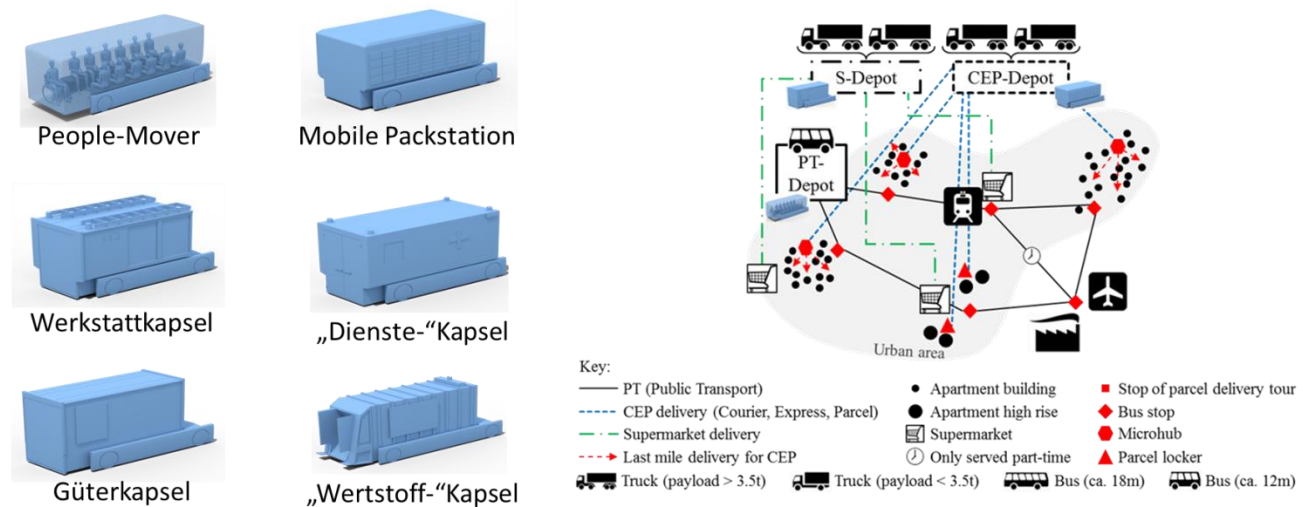 People-Mover
Mobile Packstation
Werkstattkapsel
„Dienste-“Kapsel
Güterkapsel
„Wertstoff-“Kapsel
S-Depot
CEP-Depot
PT-
Depot
Urban area
Key:
PT (Public Transport)
CEP delivery (Courier, Express, Parcel)
Supermarket delivery
Last mile delivery for CEP
Apartment building
Apartment high rise
Supermarket
Only served part-time
Stop of parcel delivery tour
Bus stop
Microhub
Parcel locker
Truck (payload > 3.5t)
Truck (payload < 3.5t)
Bus (ca. 18m)
Bus (ca. 12m)